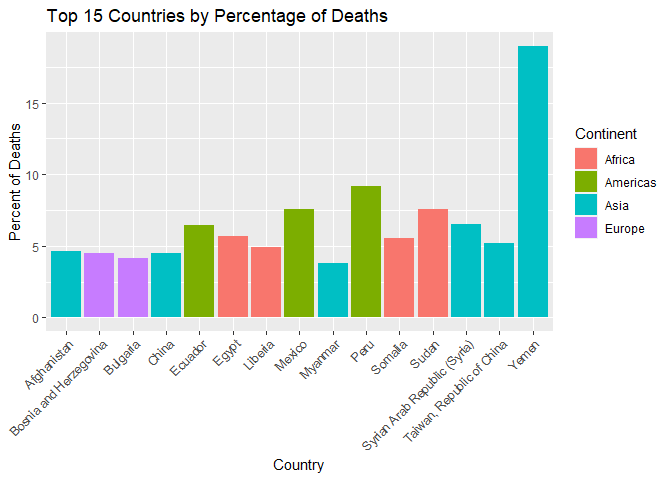 Top 15 Countries by Percentage of Deaths
Percent of Deaths
15
10
5
0
Afghanistan
Bosnia and Herzegovina
Bulgaria
China
Ecuador
Egypt
Liberia
Mexico
Myanmar
Peru
Somalia
Sudan
Syrian Arab Republic (Syria)
Taiwan, Republic of China
Yemen
Country
Continent
Africa
Americas
Asia
Europe